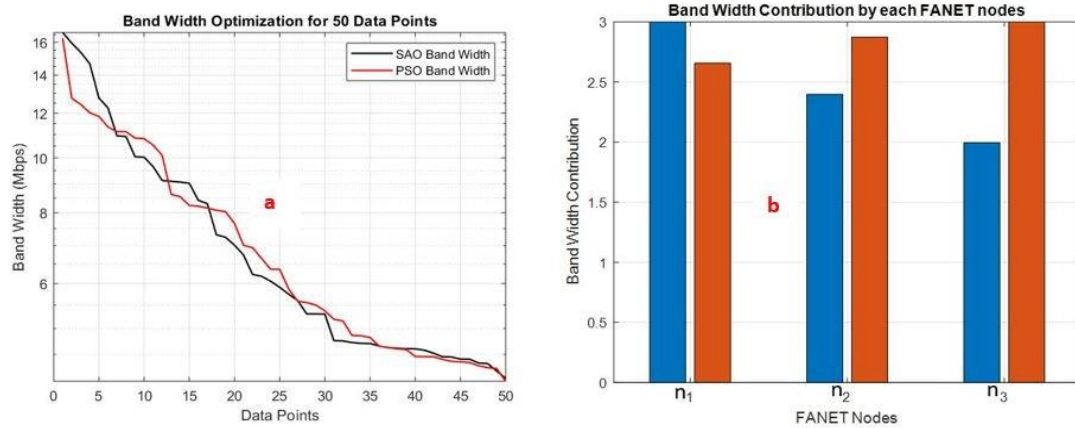 Band Width Optimization for 50 Data Points
SAO Band Width
PSO Band Width
16
14
12
10
8
6
Band Width (Mbps)
a
0 5 10 15 20 25 30 35 40 45 50
Data Points
Band Width Contribution by each FANET nodes
3
2.5
2
1.5
1
0.5
0
Band Width Contribution
b
n₁ n₂ n₃
FANET Nodes